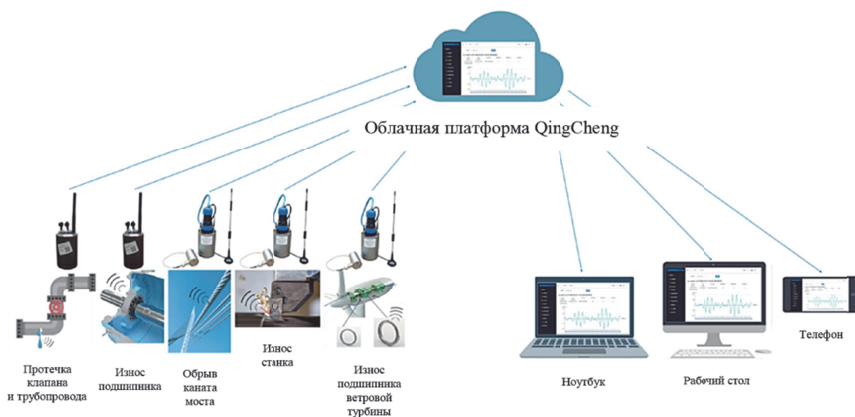 Облачная платформа QingCheng
Протечка
клапана
и трубопровода
Износ
подшипника
Обрыв
каната
моста
Износ
станка
Износ
подшипника
ветровой
турбины
Ноутбук
Рабочий стол
Телефон